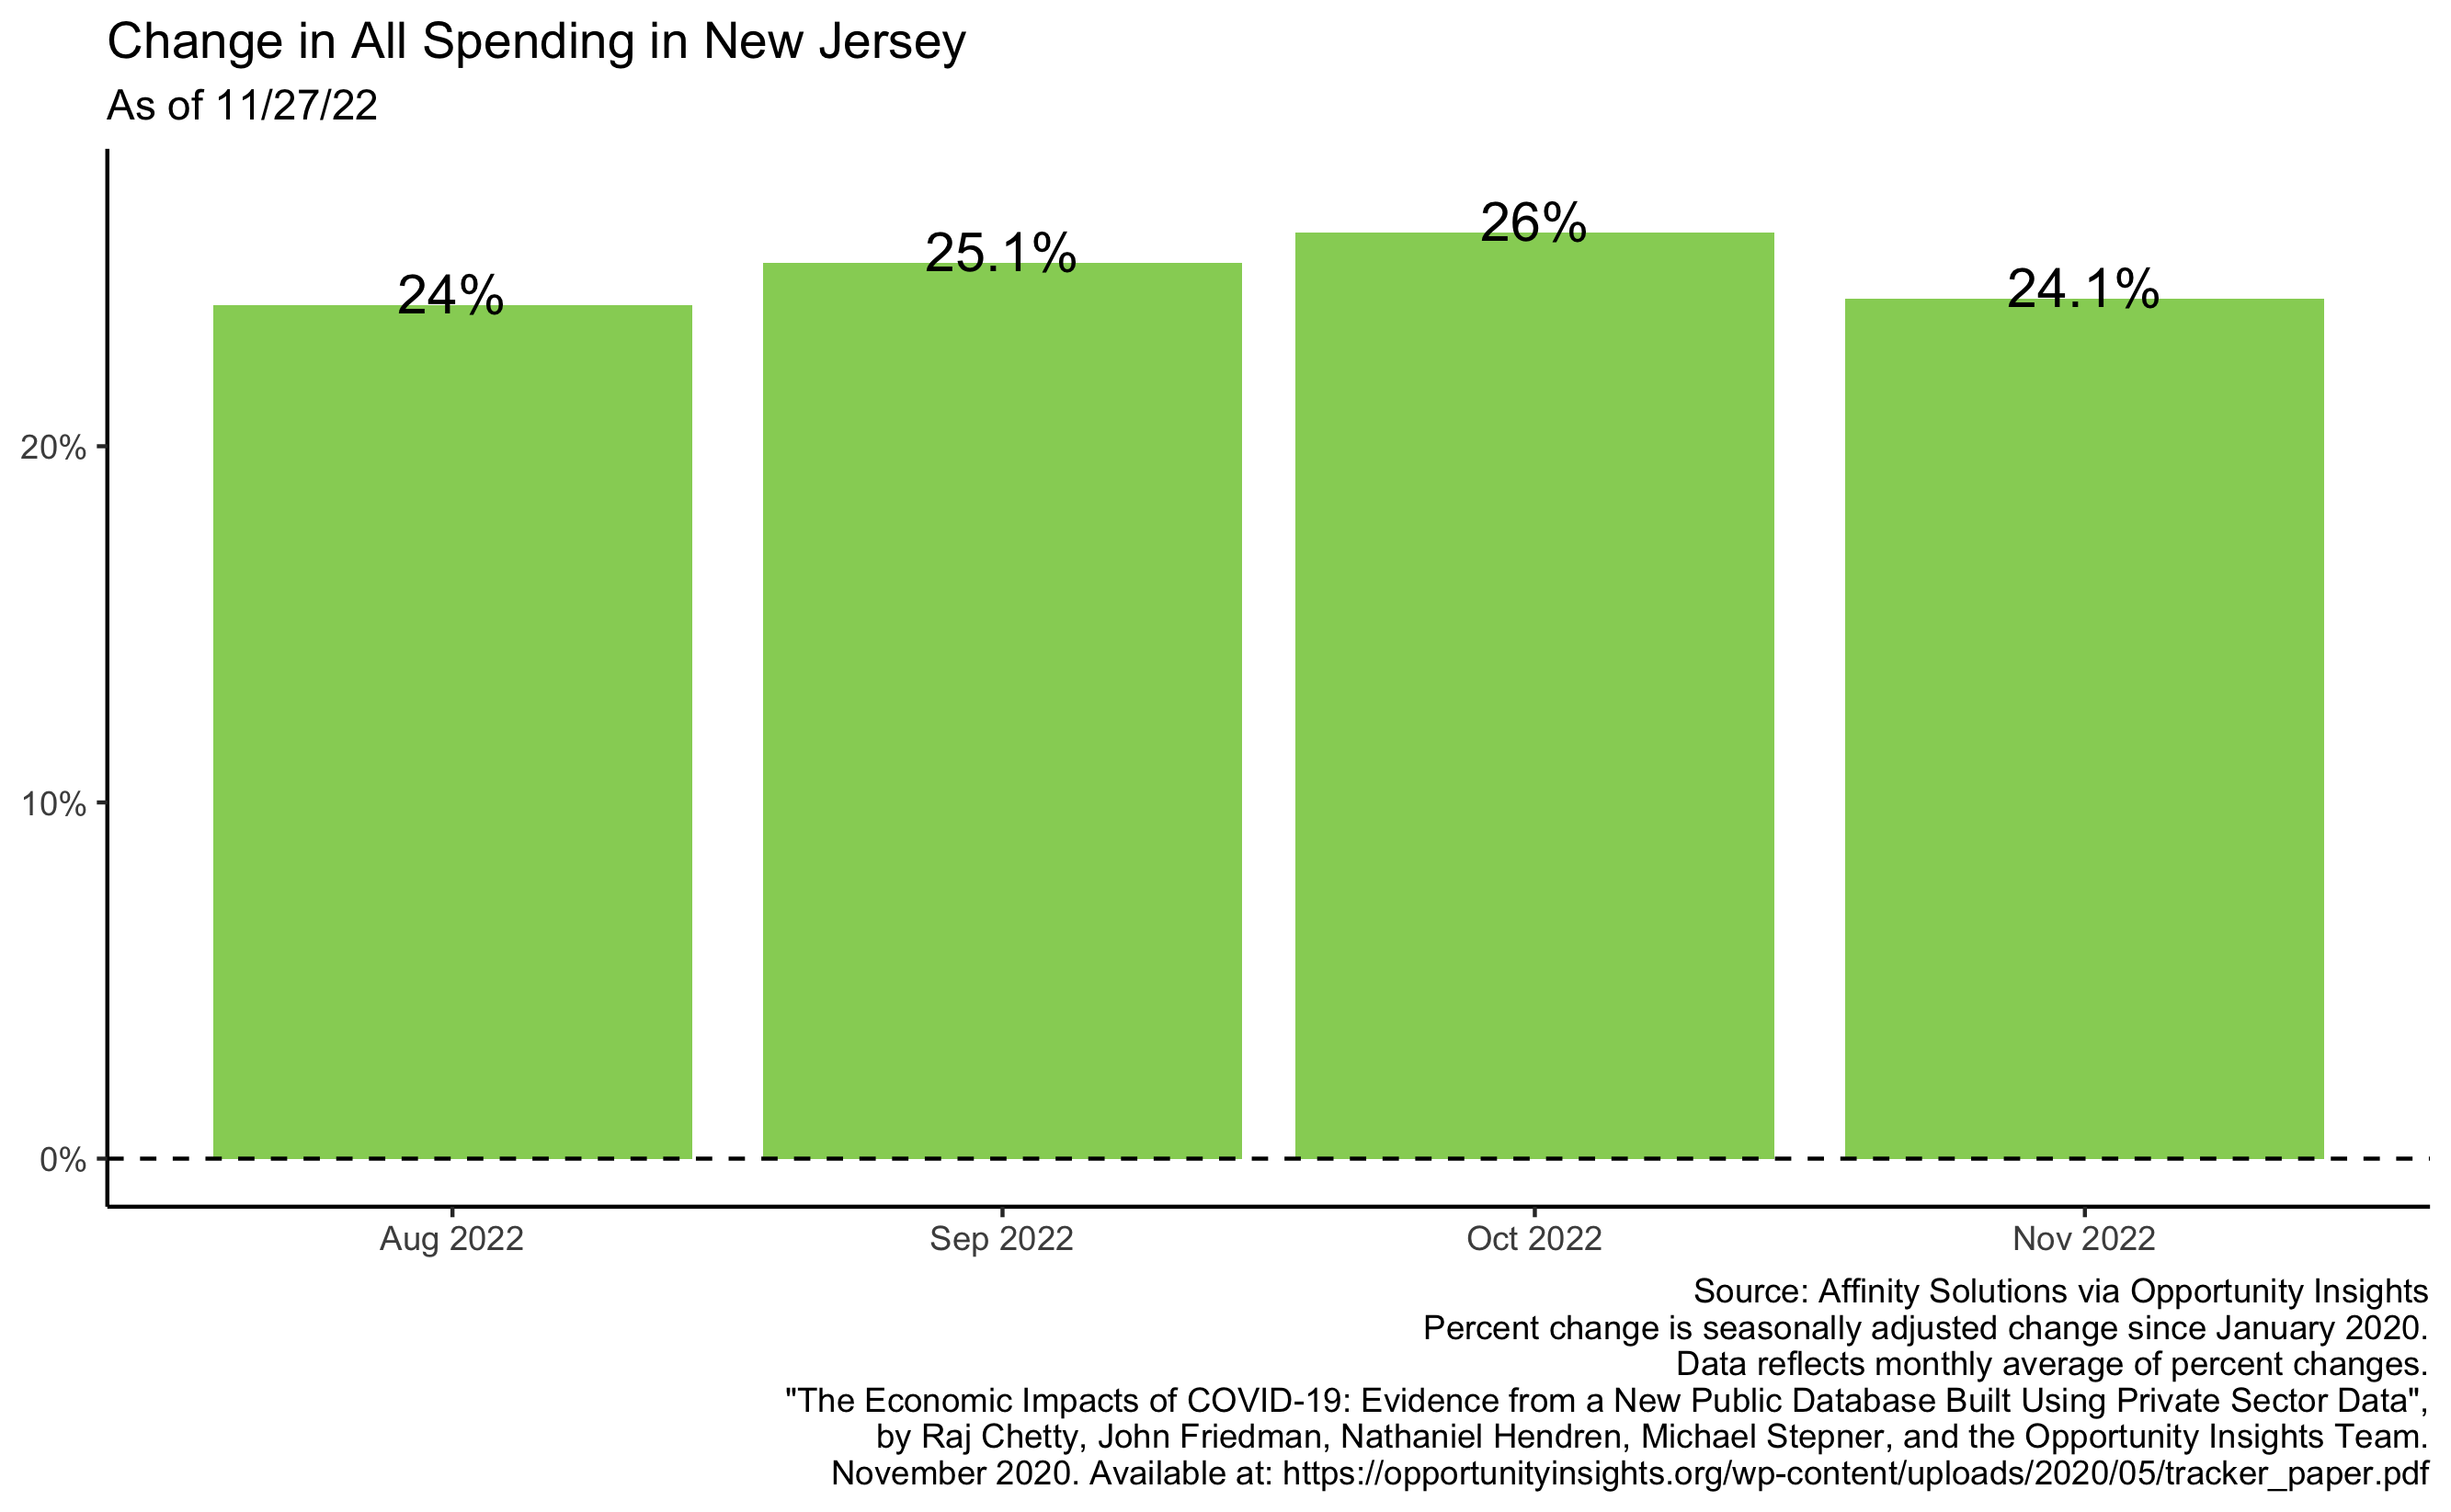 Change in All Spending in New Jersey
As of 11/27/22
24%
25.1%
26%
24.1%
20%
10%
0%
Aug 2022
Sep 2022
Oct 2022
Nov 2022
Source: Affinity Solutions via Opportunity Insights
Percent change is seasonally adjusted change since January 2020.
Data reflects monthly average of percent changes.
"The Economic Impacts of COVID-19: Evidence from a New Public Database Built Using Private Sector Data",
by Raj Chetty, John Friedman, Nathaniel Hendren, Michael Stepner, and the Opportunity Insights Team.
November 2020. Available at: https://opportunityinsights.org/wp-content/uploads/2020/05/tracker_paper.pdf